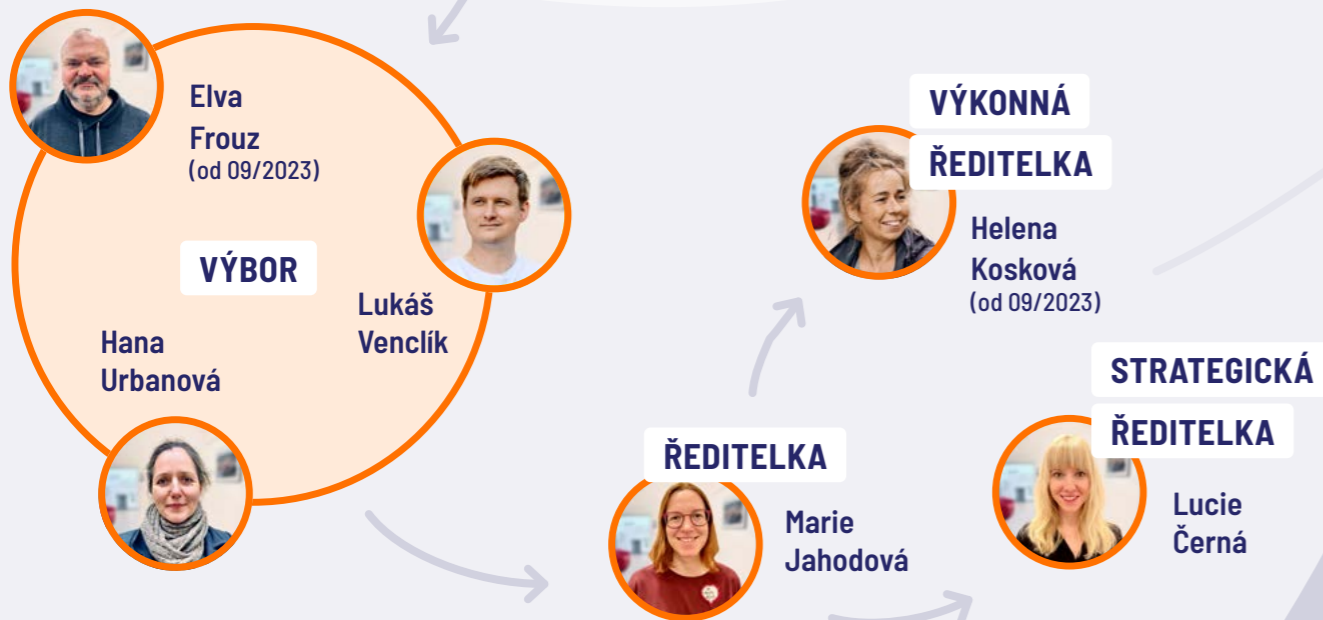 Elva
Frouz
(od 09/2023)
VÝBOR
Lukáš
Venclík
Hana
Urbanová
VÝKONNÁ
ŘEDITELKA
Helena
Kosková
(od 09/2023)
STRATEGICKÁ
ŘEDITELKA
Lucie
Černá
ŘEDITELKA
Marie
Jahodová